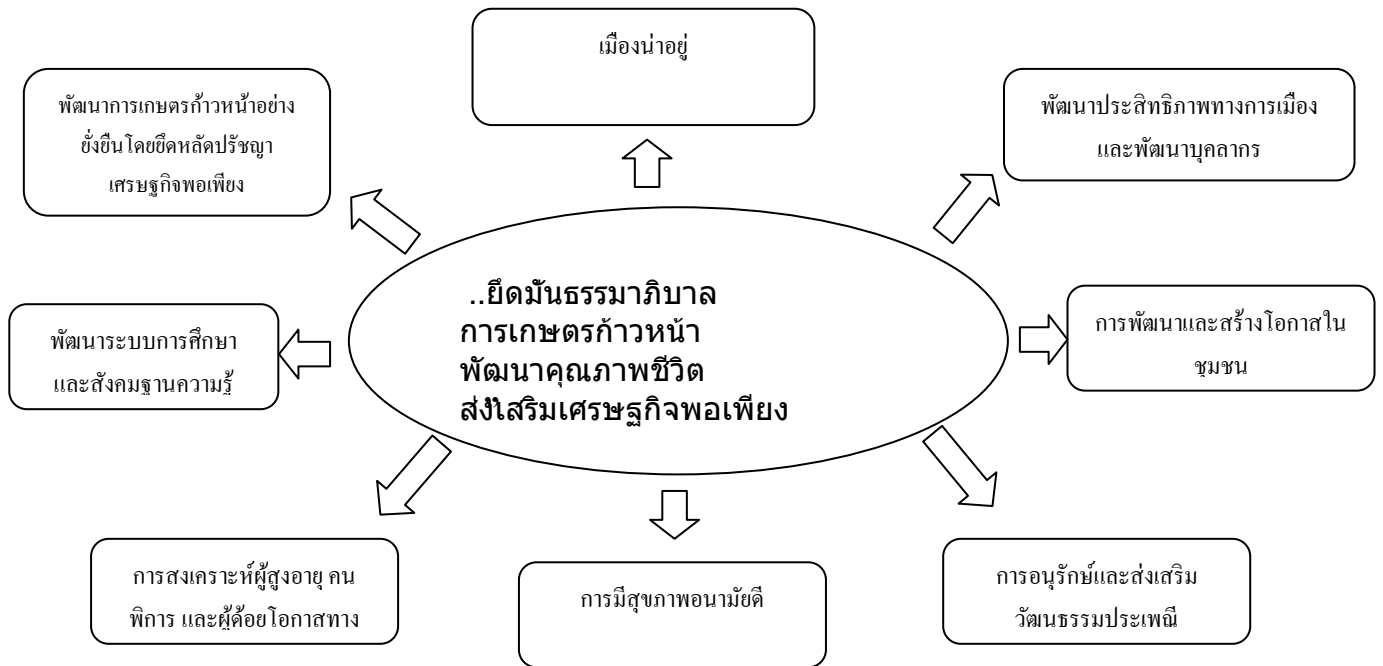 เมืองน่าอยู่
พัฒนาการเกษตรก้าวหน้าอย่าง
ยั่งยืนโดยยึดหลัดปรัชญา
เศรษฐกิจพอเพียง
พัฒนาประสิทธิภาพทางการเมือง
และพัฒนาบุคลากร
..ยึดมั่นธรรมาภิบาล
การเกษตรก้าวหน้า
พัฒนาคุณภาพชีวิต
ส่งเสริมเศรษฐกิจพอเพียง
พัฒนาระบบการศึกษา
และสังคมฐานความรู้
การพัฒนาและสร้างโอกาสใน
ชุมชน
การสงเคราะห์ผู้สูงอายุ คน
พิการ และผู้ด้อยโอกาสทาง
การมีสุขภาพอนามัยดี
การอนุรักษ์และส่งเสริม
วัฒนธรรมประเพณี